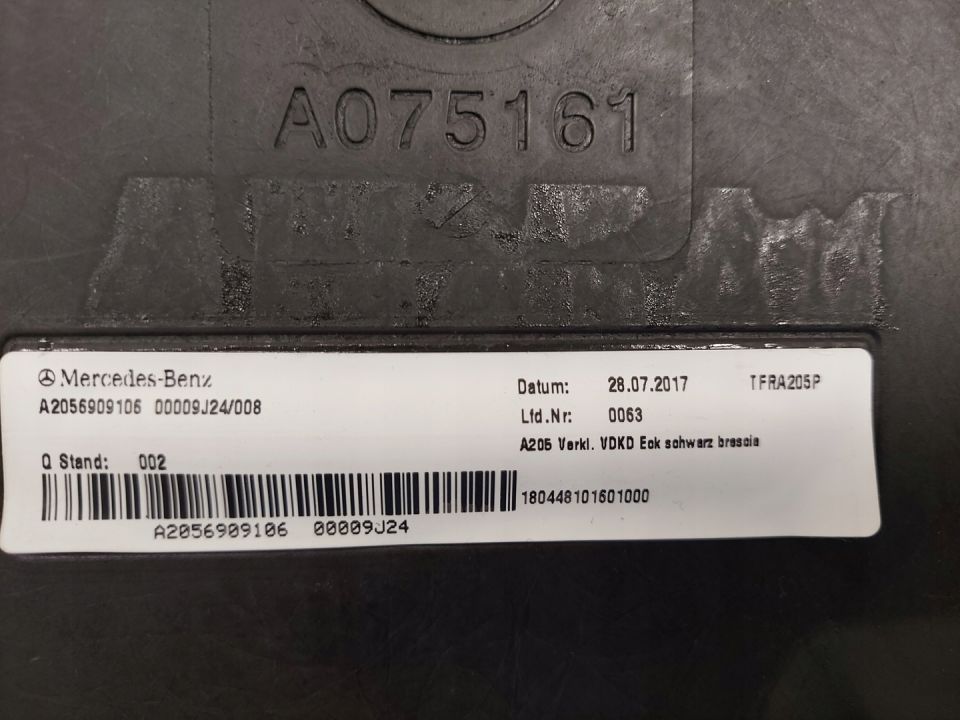 A075161
Mercedes-Benz
A2056909106 00009J24/008
Q Stand: 002
A2056909106 00009J24
Datum: 28.07.2017 TFRA205P
Lfd.Nr: 0063
A205 Verkl. VDKD Eck schwarz brescia
180448101601000